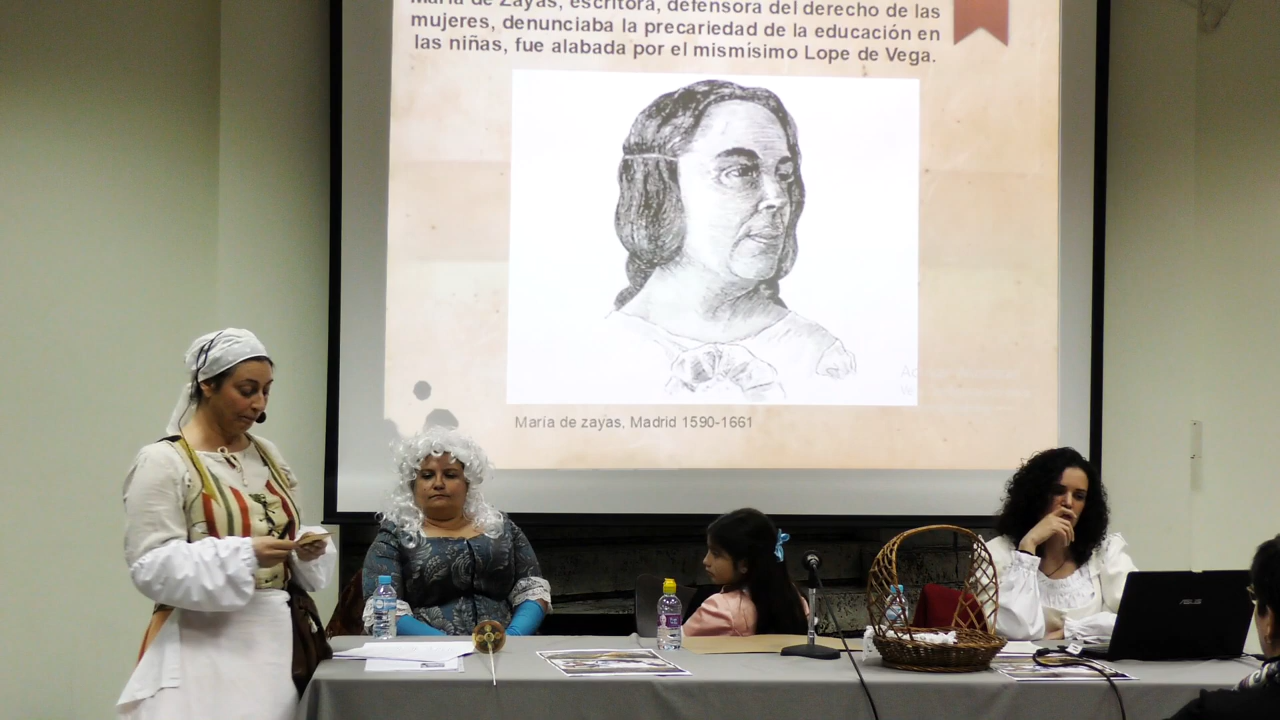 María de Zayas, escritora, defensora del derecho de las
mujeres, denunciaba la precariedad de la educación en
las niñas, fue alabada por el mismísimo Lope de Vega.
María de zayas, Madrid 1590-1661
ASUS